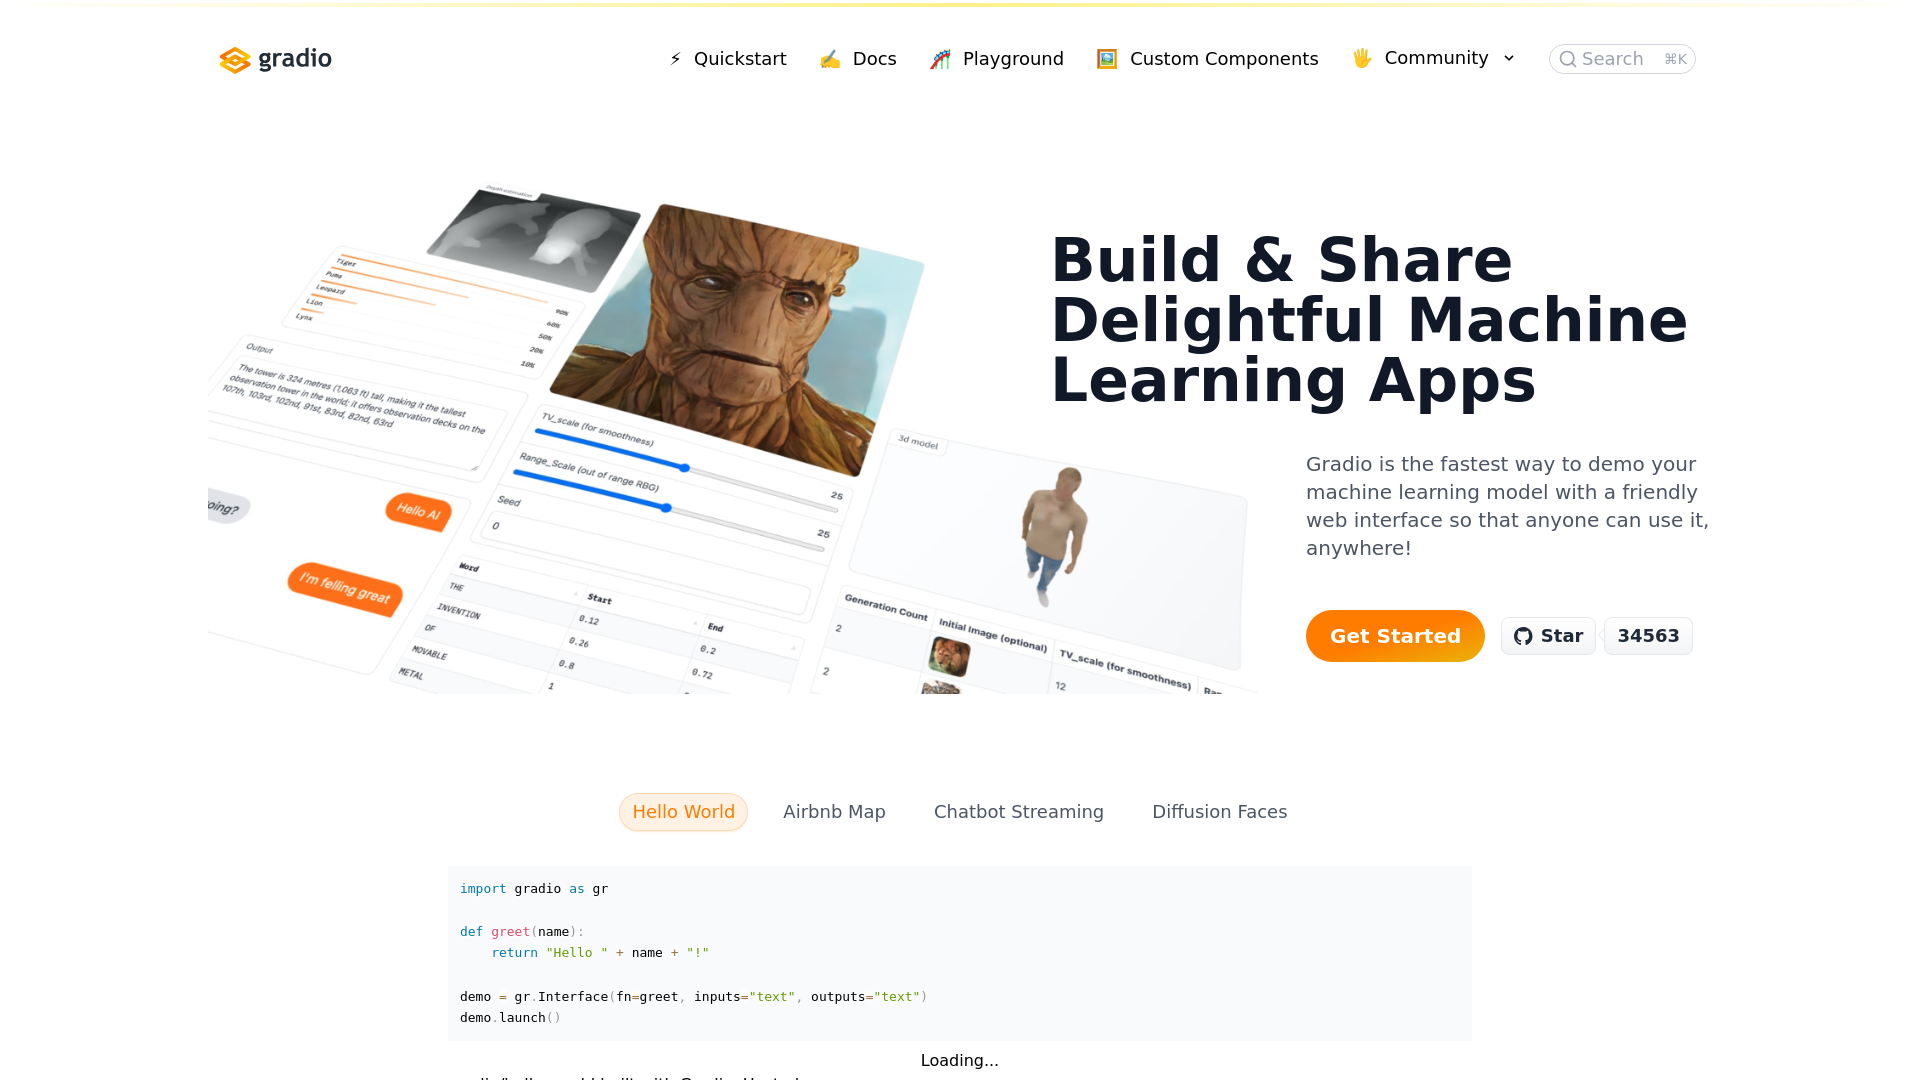 gradio
⚡ Quickstart
✍️ Docs
🎢 Playground
🖼️ Custom Components
🖐 Community
Search ⌘K
Build & Share
Delightful Machine
Learning Apps
Gradio is the fastest way to demo your
machine learning model with a friendly
web interface so that anyone can use it,
anywhere!
Get Started
Star
34563
Depth estimation
Tiger
Puma
Leopard
Lion
Lynx
90%
60%
50%
20%
10%
Output
The tower is 324 metres (1,063 ft) tall, making it the tallest
observation tower in the world; it offers observation decks on the
107th, 103rd, 102nd, 91st, 83rd, 82nd, 63rd
oing?
Hello AI
I'm felling great
TV_scale (for smoothness)
25
Range_Scale (out of range RBG)
25
Seed
0
Word Start End
THE 0.12 0.2
INVENTION 0.26 0.72
OF 0.8
MOVABLE 1
METAL
3d model
Generation Count Initial Image (optional) TV_scale (for smoothness)
2 12
2
Hello World
Airbnb Map
Chatbot Streaming
Diffusion Faces
import gradio as gr
def greet(name):
    return "Hello " + name + "!"
demo = gr.Interface(fn=greet, inputs="text", outputs="text")
demo.launch()
Loading...